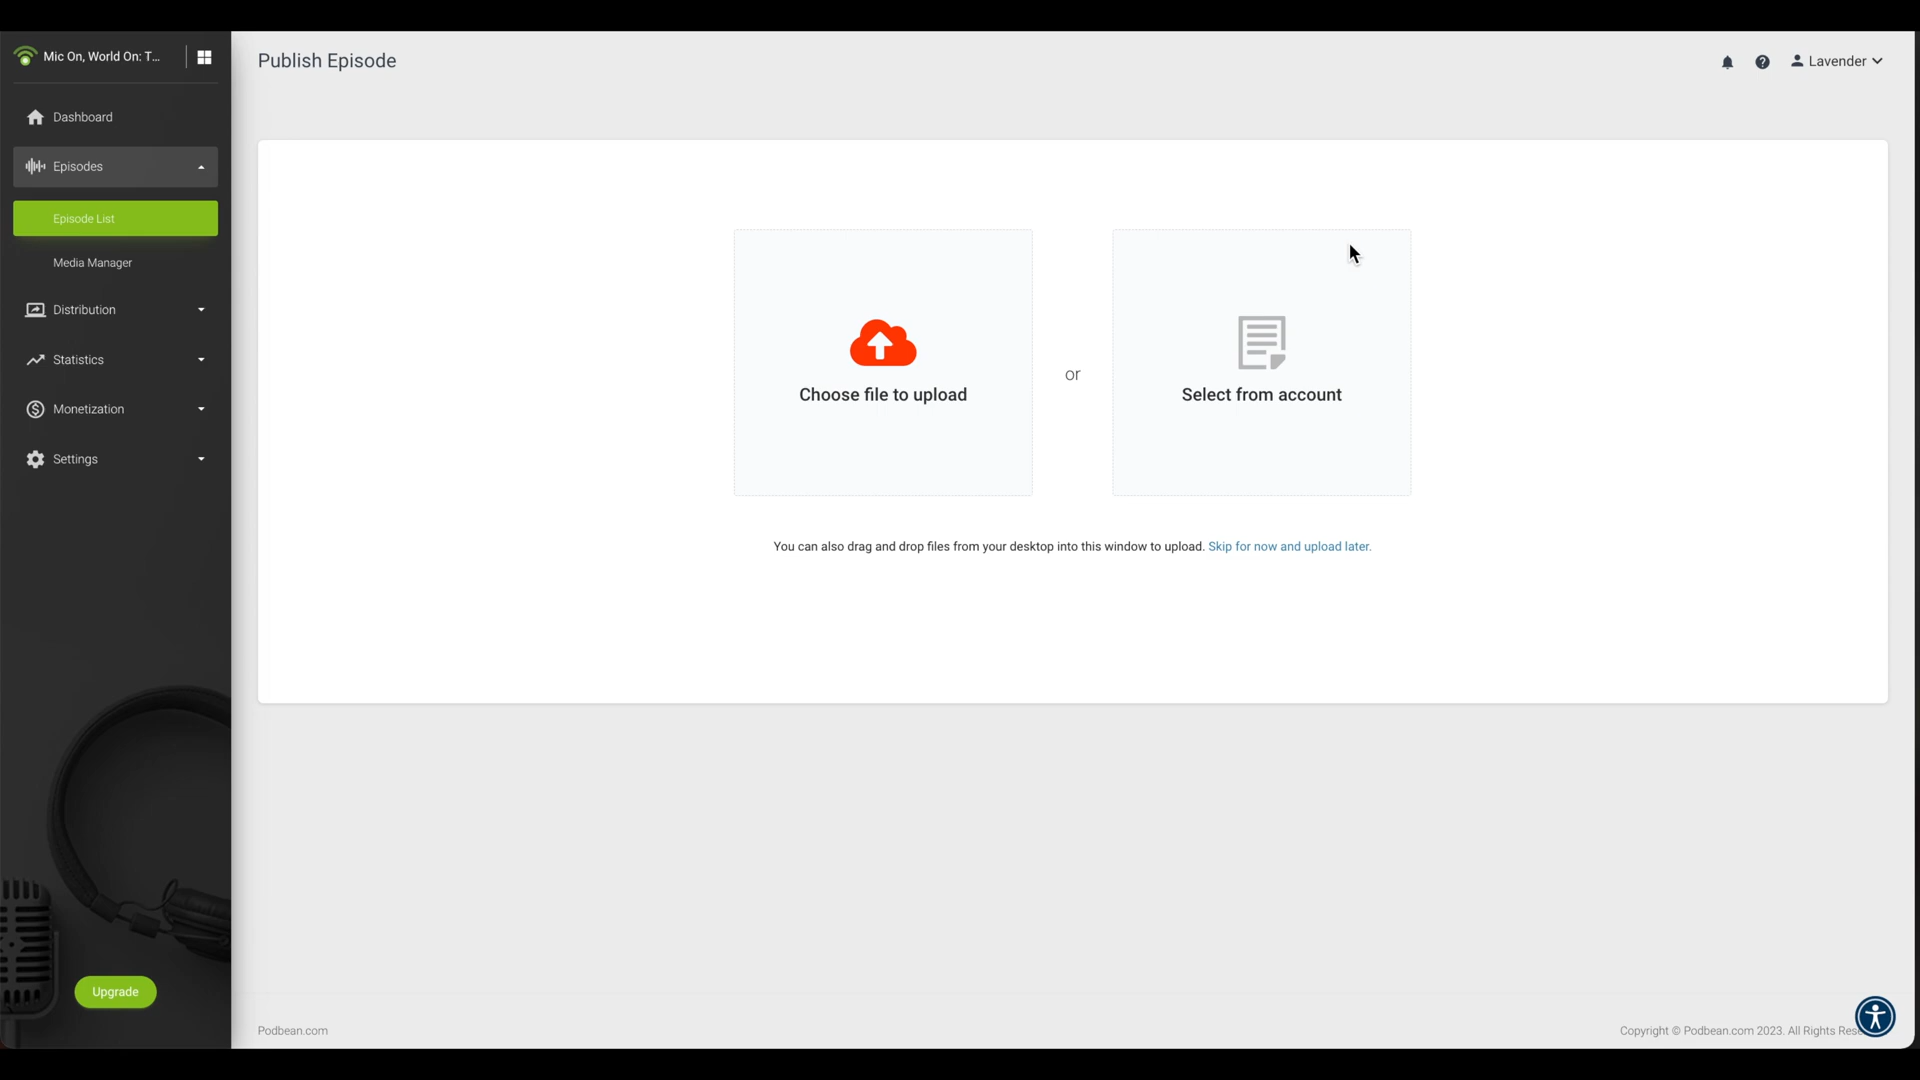 Mic On, World On: T...
Publish Episode
Lavender
Dashboard
Episodes
Episode List
Media Manager
Distribution
Statistics
Monetization
Settings
Choose file to upload
or
Select from account
You can also drag and drop files from your desktop into this window to upload. Skip for now and upload later.
Upgrade
Podbean.com
Copyright © Podbean.com 2023. All Rights Rese